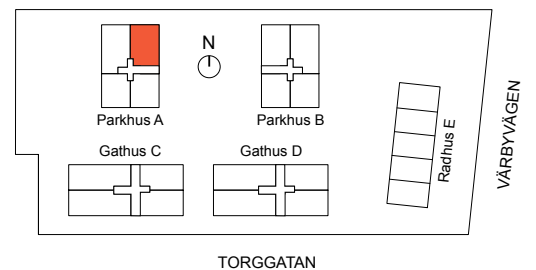 N
Parkhus A
Parkhus B
Gathus C
Gathus D
Radhus E
VÄRBYVÄGEN
TORGGATAN